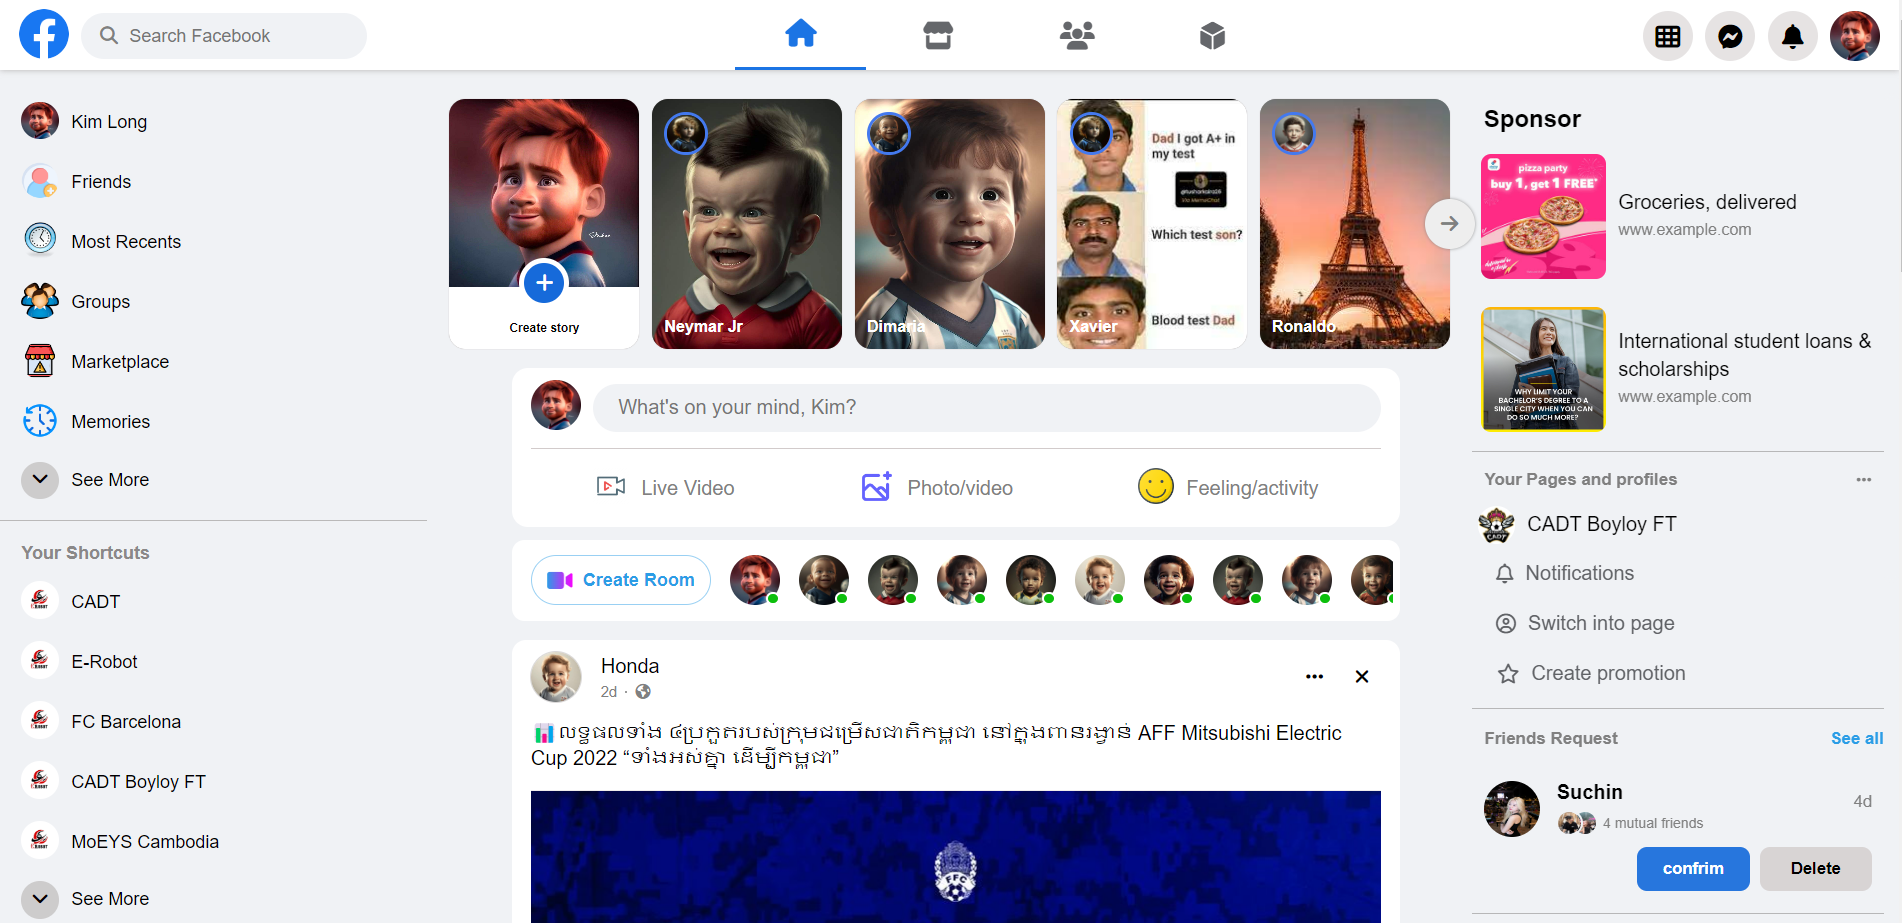 Search Facebook
Kim Long
Friends
Most Recents
Groups
Marketplace
Memories
See More
Your Shortcuts
CADT
E-Robot
FC Barcelona
CADT Boyloy FT
MoEYS Cambodia
See More
Create story
Neymar Jr
Dimaria
Dad I got A+ in
my test
Via MemeChat
Which test son?
Blood test Dad
Xavier
Ronaldo
What's on your mind, Kim?
Live Video
Photo/video
Feeling/activity
Create Room
Honda
2d ·
លទ្ធផលទាំង ៤ប្រកួតរបស់ក្រុមជម្រើសជាតិកម្ពុជា នៅក្នុងពានរង្វាន់ AFF Mitsubishi Electric
Cup 2022 “ទាំងអស់គ្នា ដើម្បីកម្ពុជា”
FFC
Sponsor
pizza party
buy 1, get 1 FREE*
Groceries, delivered
www.example.com
WHY LIMIT YOUR
BACHELOR'S DEGREE TO A
SINGLE CITY WHEN YOU CAN
DO SO MUCH MORE?
International student loans &
scholarships
www.example.com
Your Pages and profiles
CADT
CADT Boyloy FT
Notifications
Switch into page
Create promotion
Friends Request
See all
Suchin
4d
4 mutual friends
confrim
Delete